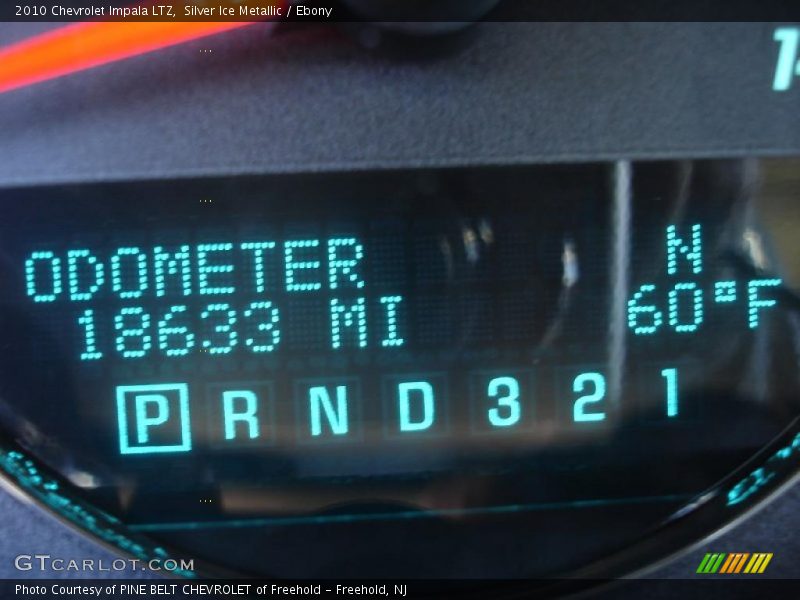 2010 Chevrolet Impala LTZ,  Silver Ice Metallic / Ebony
ODOMETER N
18633 MI 60°F
P R N D 3 2 1
GTCARLOT.COM
Photo Courtesy of PINE BELT CHEVROLET of Freehold - Freehold, NJ